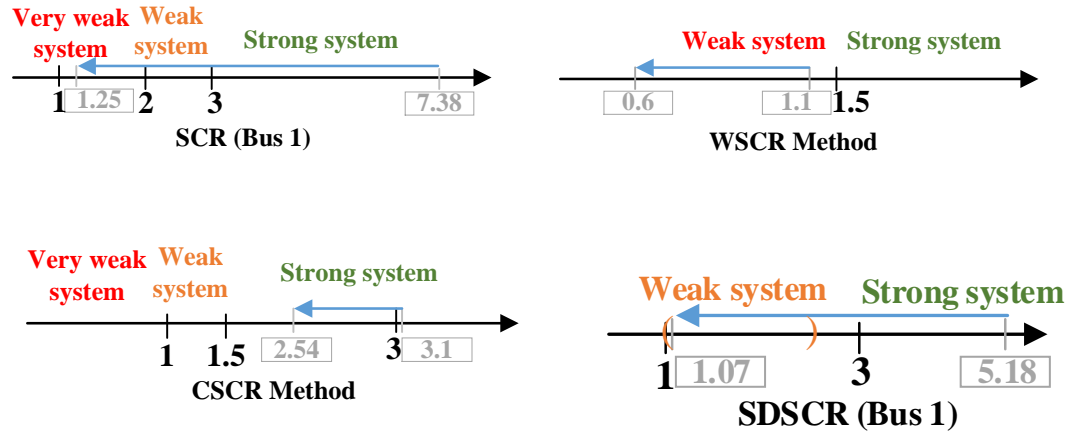 Very weak
system
Weak
system
Strong system
1
1.25
2
3
7.38
SCR (Bus 1)
Weak system
Strong system
0.6
1.1
1.5
WSCR Method
Very weak
system
Weak
system
Strong system
1
1.5
2.54
3
3.1
CSCR Method
Weak system
Strong system
1
1.07
3
5.18
SDSCR (Bus 1)